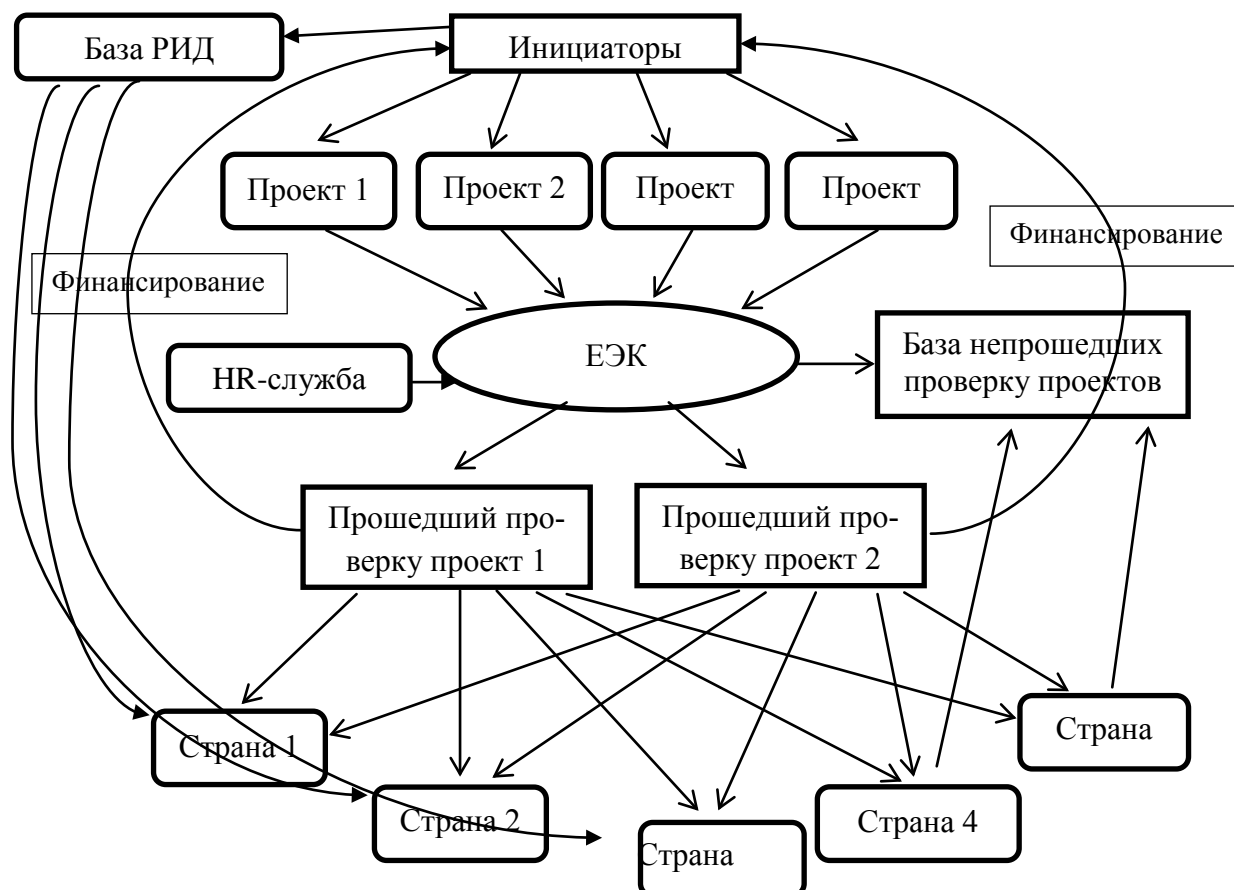 База РИД
Инициаторы
Проект 1
Проект 2
Проект
Проект
Финансирование
Финансирование
ЕЭК
HR-служба
База непрошедших
проверку проектов
Прошедший про-
верку проект 1
Прошедший про-
верку проект 2
Страна 1
Страна 2
Страна
Страна 4
Страна